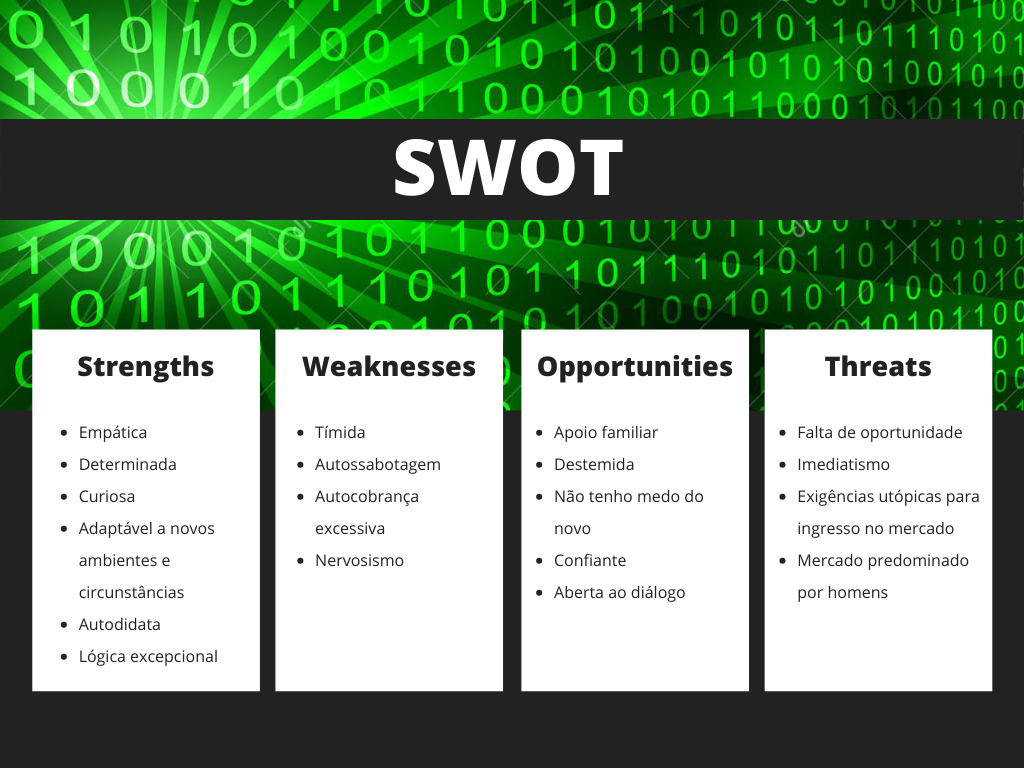 SWOT
Strengths
Empática
Determinada
Curiosa
Adaptável a novos
ambientes e
circunstâncias
Autodidata
Lógica excepcional
Weaknesses
Tímida
Autossabotagem
Autocobrança
excessiva
Nervosismo
Opportunities
Apoio familiar
Destemida
Não tenho medo do
novo
Confiante
Aberta ao diálogo
Threats
Falta de oportunidade
Imediatismo
Exigências utópicas para
ingresso no mercado
Mercado predominado
por homens